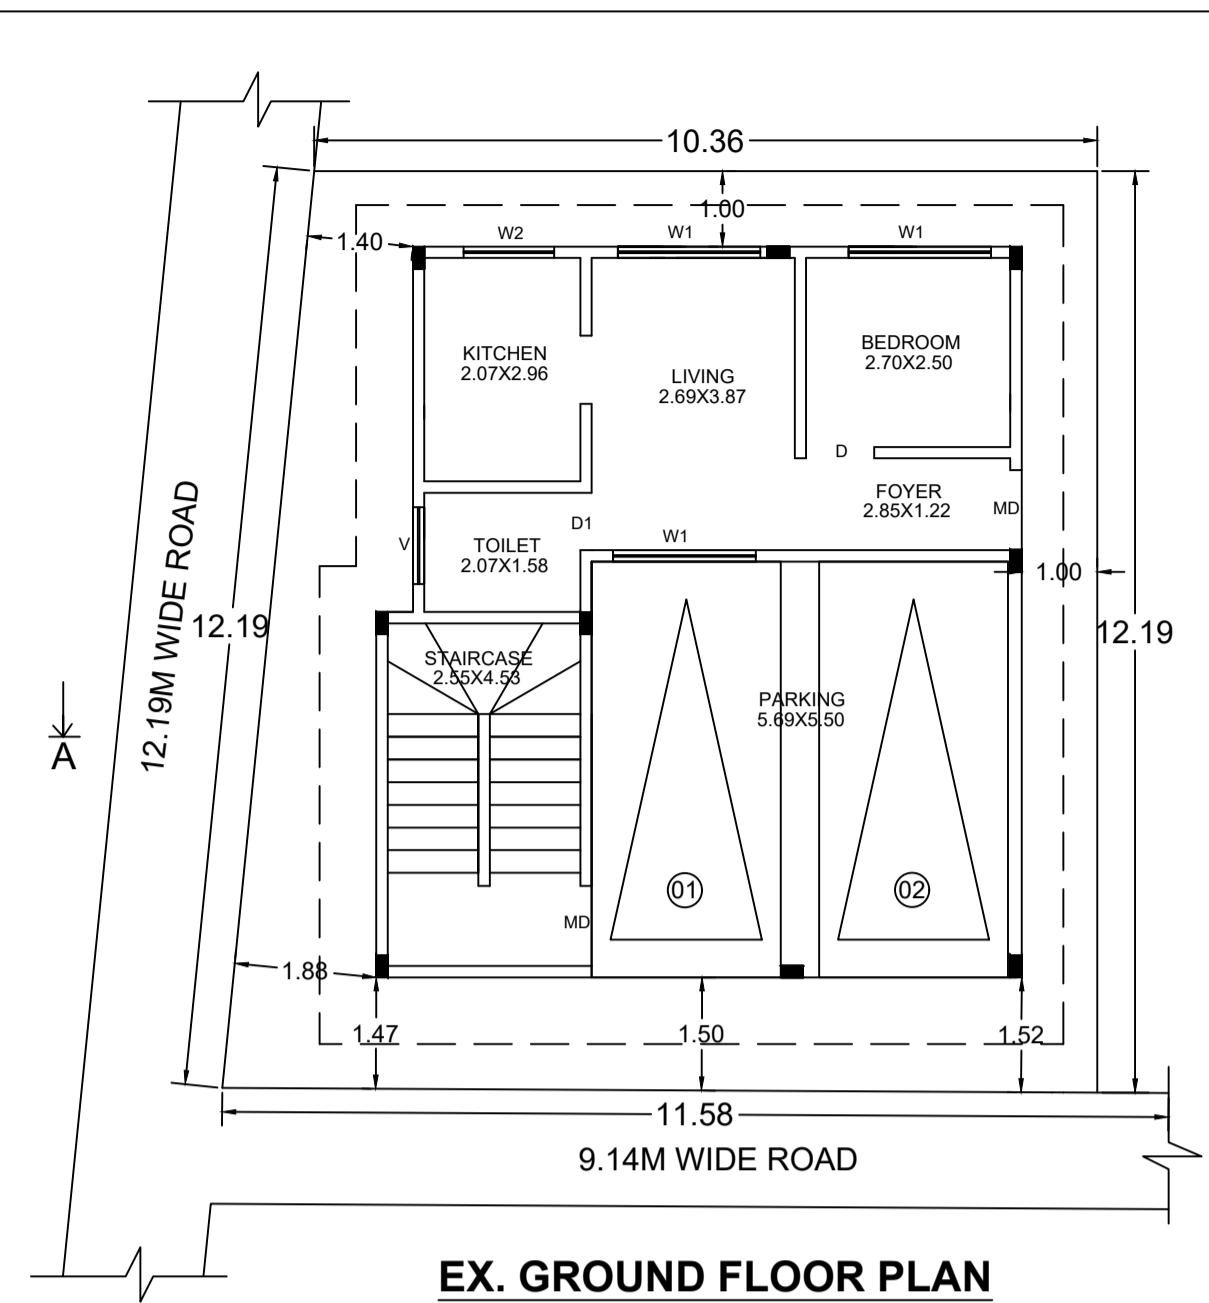 10.36
1.00
1.40
W2
W1
W1
KITCHEN
2.07X2.96
LIVING
2.69X3.87
BEDROOM
2.70X2.50
D
FOYER
2.85X1.22
MD
D1
W1
V
TOILET
2.07X1.58
1.00
12.19M WIDE ROAD
12.19
12.19
STAIRCASE
2.55X4.53
PARKING
5.69X5.50
A
01
02
MD
1.88
1.47
1.50
1.52
11.58
9.14M WIDE ROAD
EX. GROUND FLOOR PLAN